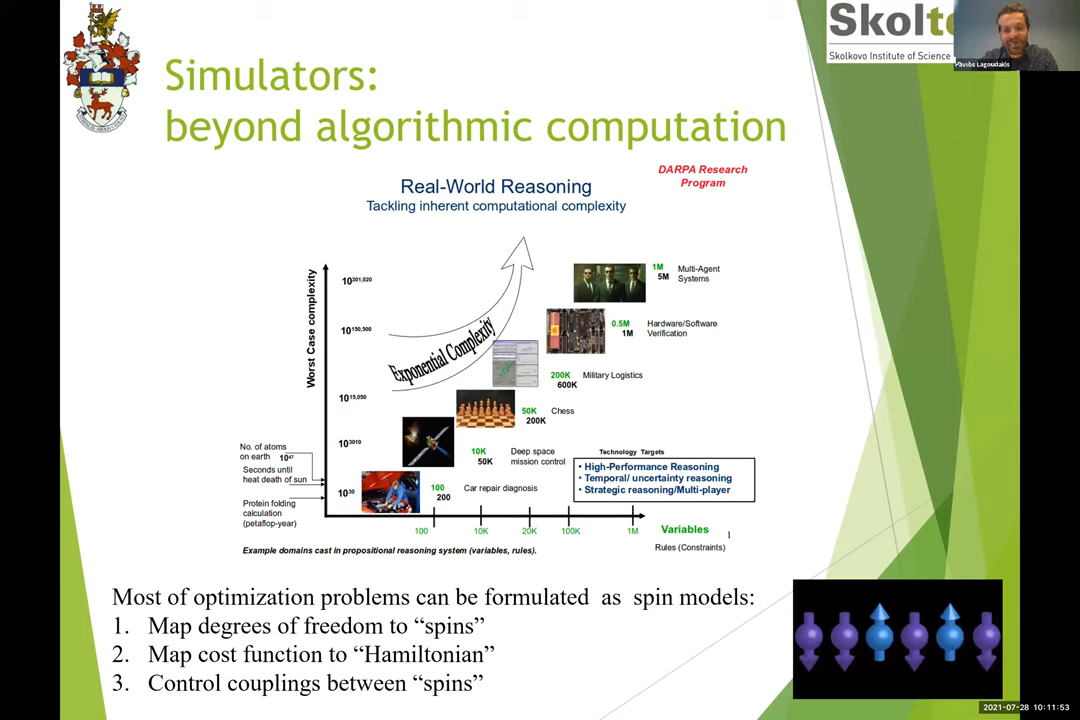 Skolte
Skolkovo Institute of Science
Pavlos Lagoudakis
Simulators:
beyond algorithmic computation
DARPA Research
Program
Real-World Reasoning
Tackling inherent computational complexity
Worst Case complexity
Exponential Complexity
10^301,020
10^150,500
10^15,050
10^3010
10^30
1M
5M
Multi-Agent
Systems
0.5M
1M
Hardware/Software
Verification
200K
600K
Military Logistics
50K
200K
Chess
10K
50K
Deep space
mission control
100
200
Car repair diagnosis
No. of atoms
on earth 10^47
Seconds until
heat death of sun
Protein folding
calculation
(petaflop-year)
Technology Targets
• High-Performance Reasoning
• Temporal/ uncertainty reasoning
• Strategic reasoning/Multi-player
100
10K
20K
100K
1M
Variables
Rules (Constraints)
Example domains cast in propositional reasoning system (variables, rules).
Most of optimization problems can be formulated as spin models:
1. Map degrees of freedom to “spins”
2. Map cost function to “Hamiltonian”
3. Control couplings between “spins”
2021-07-28 10:11:53